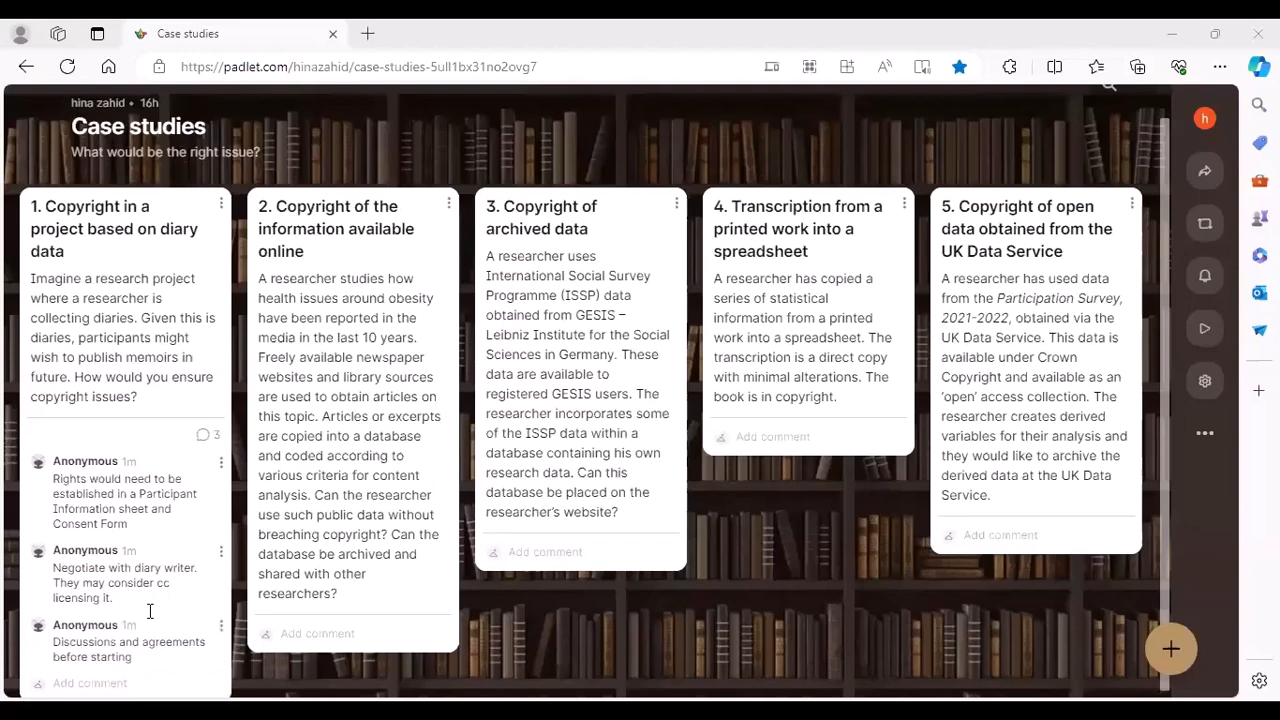 Case studies
https://padlet.com/hinazahid/case-studies-5ull1bx31no2ovg7
hina zahid • 16h
Case studies
What would be the right issue?
h
1. Copyright in a
project based on diary
data
Imagine a research project
where a researcher is
collecting diaries. Given this is
diaries, participants might
wish to publish memoirs in
future. How would you ensure
copyright issues?
3
Anonymous 1m
Rights would need to be
established in a Participant
Information sheet and
Consent Form
Anonymous 1m
Negotiate with diary writer.
They may consider cc
licensing it.
Anonymous 1m
Discussions and agreements
before starting
Add comment
2. Copyright of the
information available
online
A researcher studies how
health issues around obesity
have been reported in the
media in the last 10 years.
Freely available newspaper
websites and library sources
are used to obtain articles on
this topic. Articles or excerpts
are copied into a database
and coded according to
various criteria for content
analysis. Can the researcher
use such public data without
breaching copyright? Can the
database be archived and
shared with other
researchers?
Add comment
3. Copyright of
archived data
A researcher uses
International Social Survey
Programme (ISSP) data
obtained from GESIS –
Leibniz Institute for the Social
Sciences in Germany. These
data are available to
registered GESIS users. The
researcher incorporates some
of the ISSP data within a
database containing his own
research data. Can this
database be placed on the
researcher's website?
Add comment
4. Transcription from a
printed work into a
spreadsheet
A researcher has copied a
series of statistical
information from a printed
work into a spreadsheet. The
transcription is a direct copy
with minimal alterations. The
book is in copyright.
Add comment
5. Copyright of open
data obtained from the
UK Data Service
A researcher has used data
from the Participation Survey,
2021-2022, obtained via the
UK Data Service. This data is
available under Crown
Copyright and available as an
'open' access collection. The
researcher creates derived
variables for their analysis and
they would like to archive the
derived data at the UK Data
Service.
Add comment